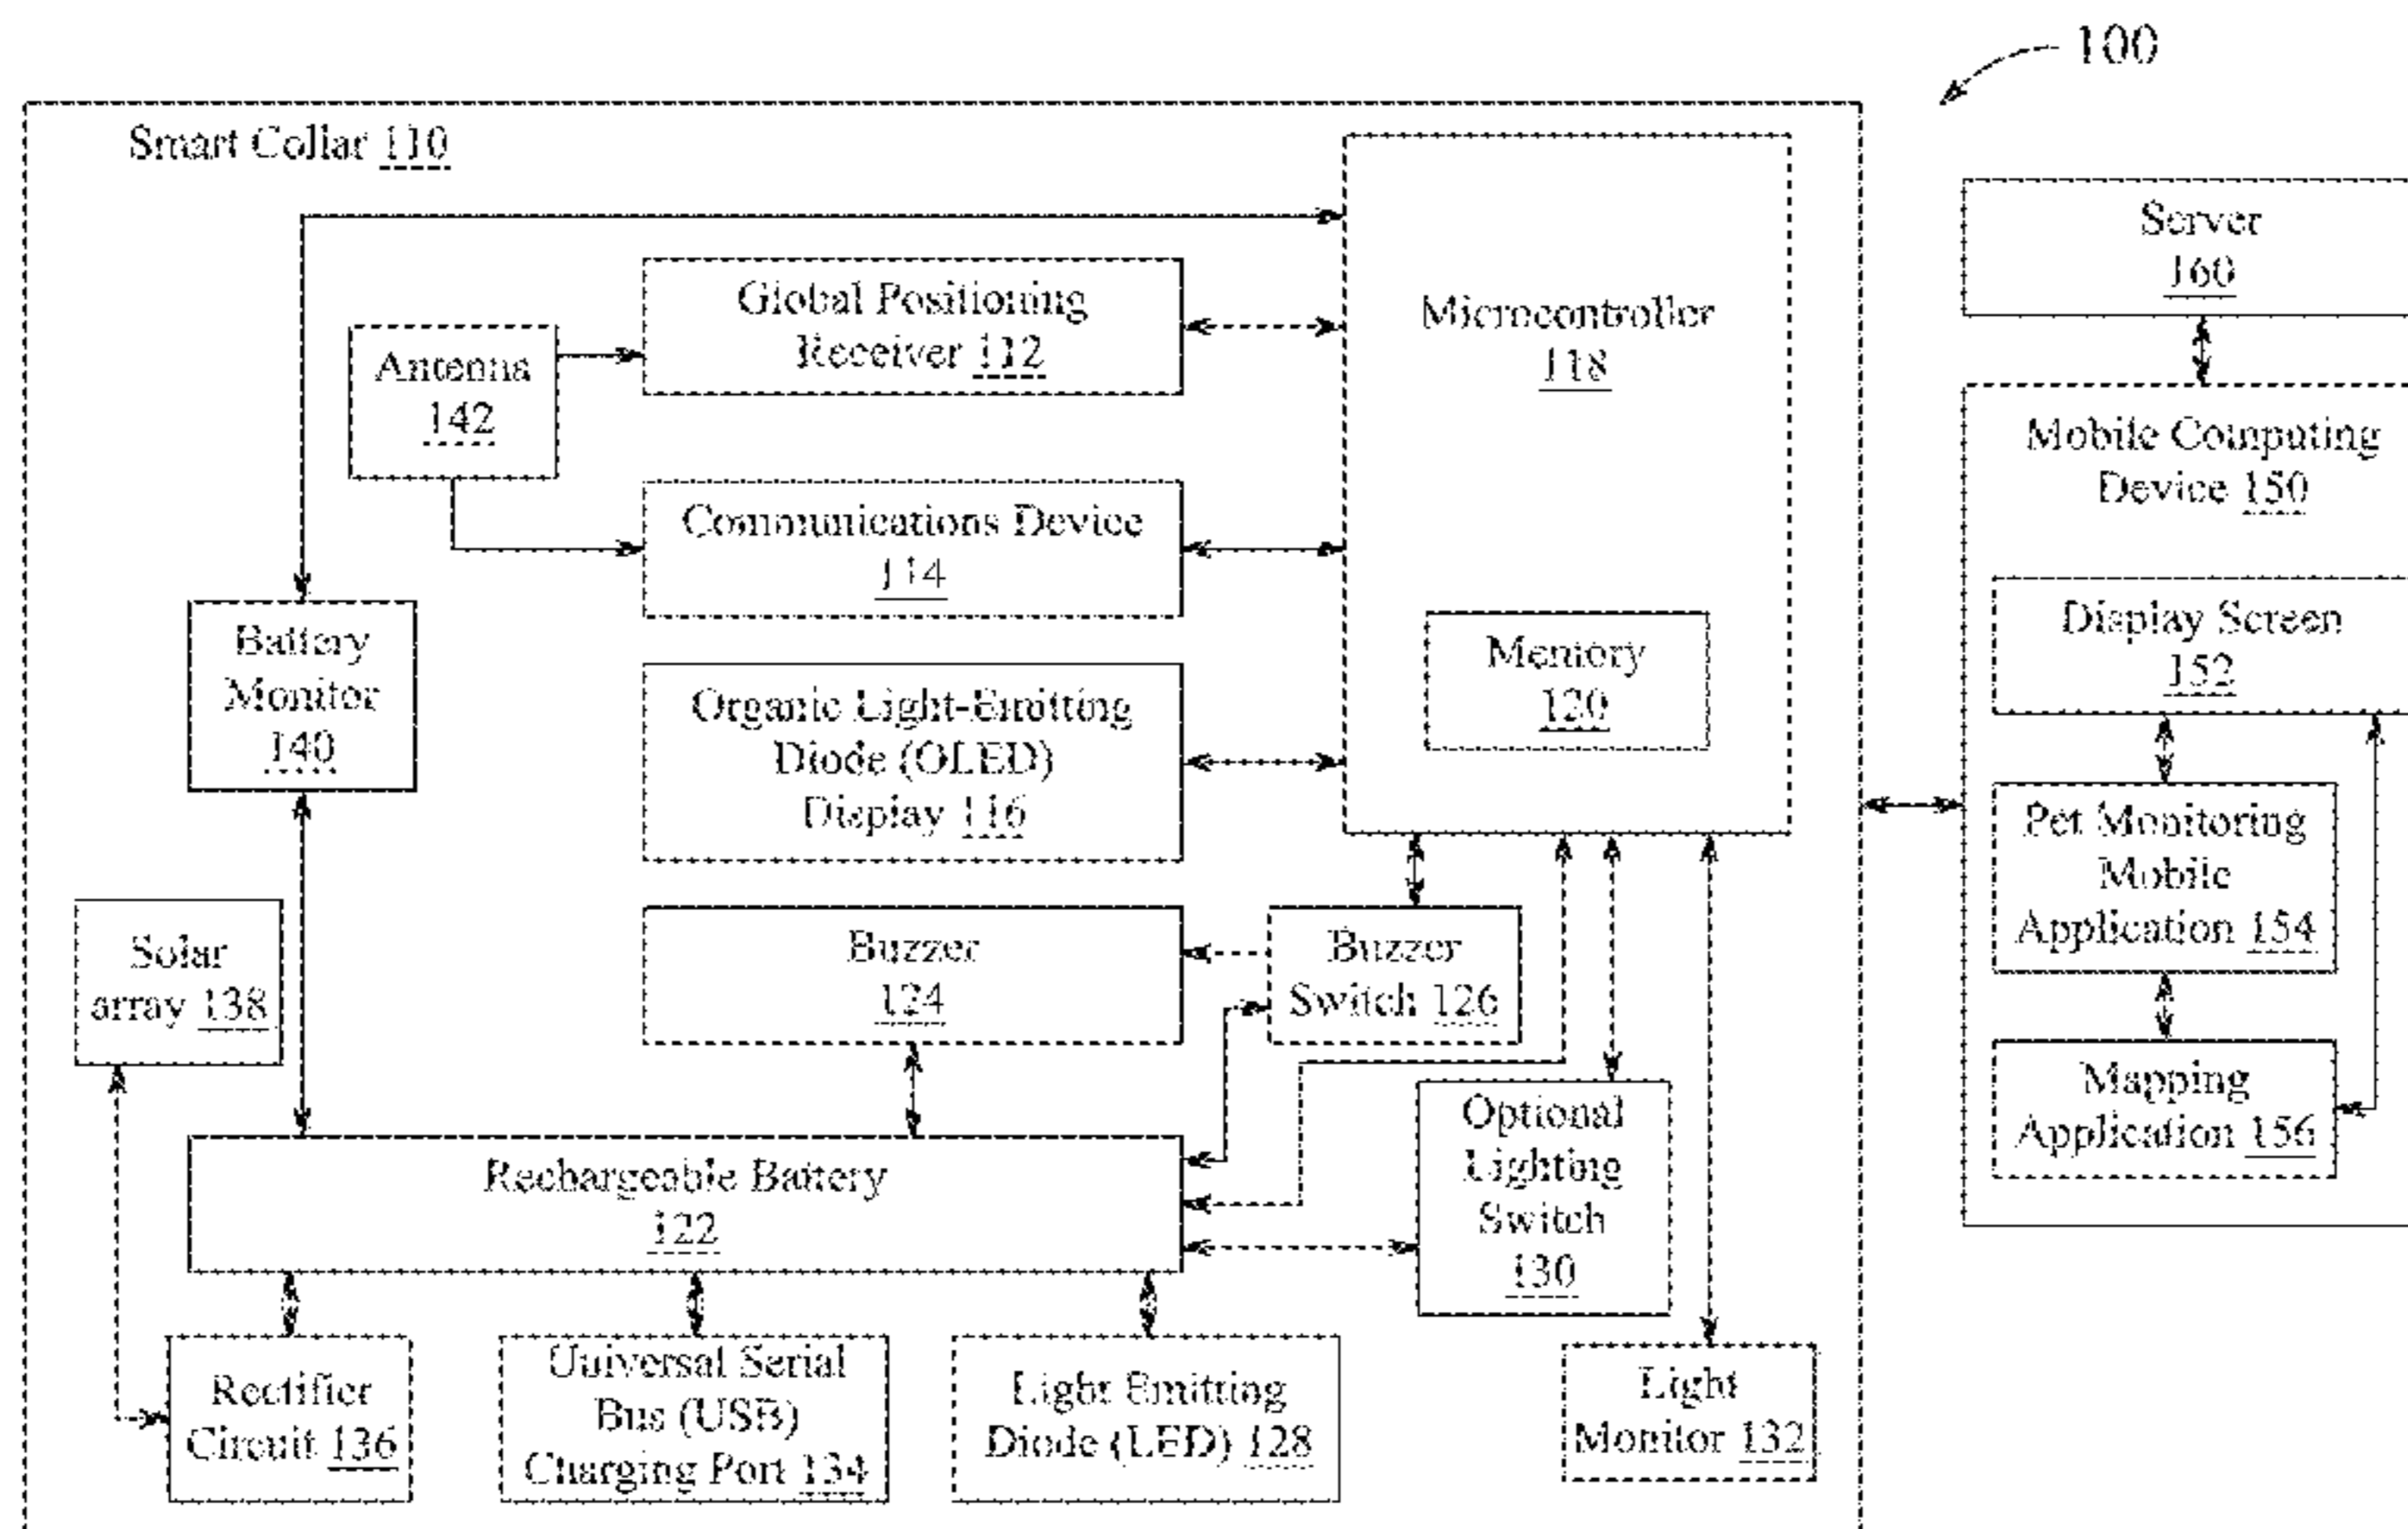 100
Smart Collar 110
Server
160
Global Positioning
Receiver 112
Microcontroller
118
Antenna
142
Mobile Computing
Device 150
Communications Device
114
Battery
Monitor
140
Display Screen
152
Memory
120
Organic Light-Emitting
Diode (OLED)
Display 116
Pet Monitoring
Mobile
Application 154
Solar
array 138
Buzzer
124
Buzzer
Switch 126
Mapping
Application 156
Optional
Lighting
Switch
130
Rechargeable Battery
122
Rectifier
Circuit 136
Universal Serial
Bus (USB)
Charging Port 134
Light Emitting
Diode (LED) 128
Light
Monitor 132